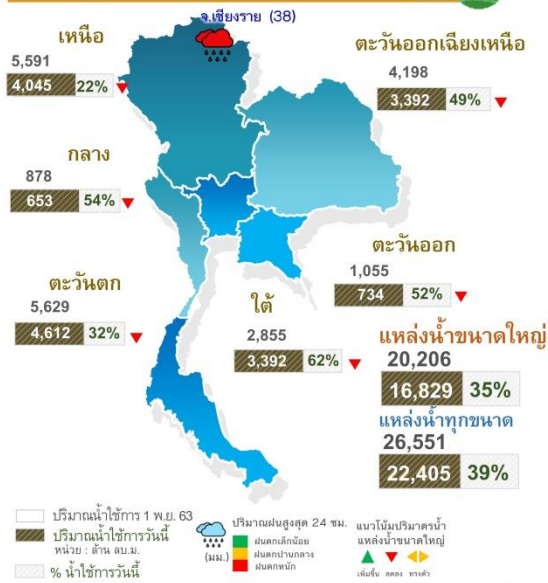 จ.เชียงราย (38)
เหนือ
5,591
4,045 22%
ตะวันออกเฉียงเหนือ
4,198
3,392 49%
กลาง
878
653 54%
ตะวันออก
1,055
734 52%
ตะวันตก
5,629
4,612 32%
ใต้
2,855
3,392 62%
แหล่งน้ำขนาดใหญ่
20,206
16,829 35%
แหล่งน้ำทุกขนาด
26,551
22,405 39%
ปริมาณน้ำใช้การ 1 พ.ย. 63
ปริมาณน้ำใช้การวันนี้
หน่วย : ล้าน ลบ.ม.
% น้ำใช้การวันนี้
ปริมาณฝนสูงสุด 24 ชม.
(มม.)
ฝนตกเล็กน้อย
ฝนตกปานกลาง
ฝนตกหนัก
แนวโน้มปริมาตรน้ำ
แหล่งน้ำขนาดใหญ่
เพิ่มขึ้น ลดลง ทรงตัว